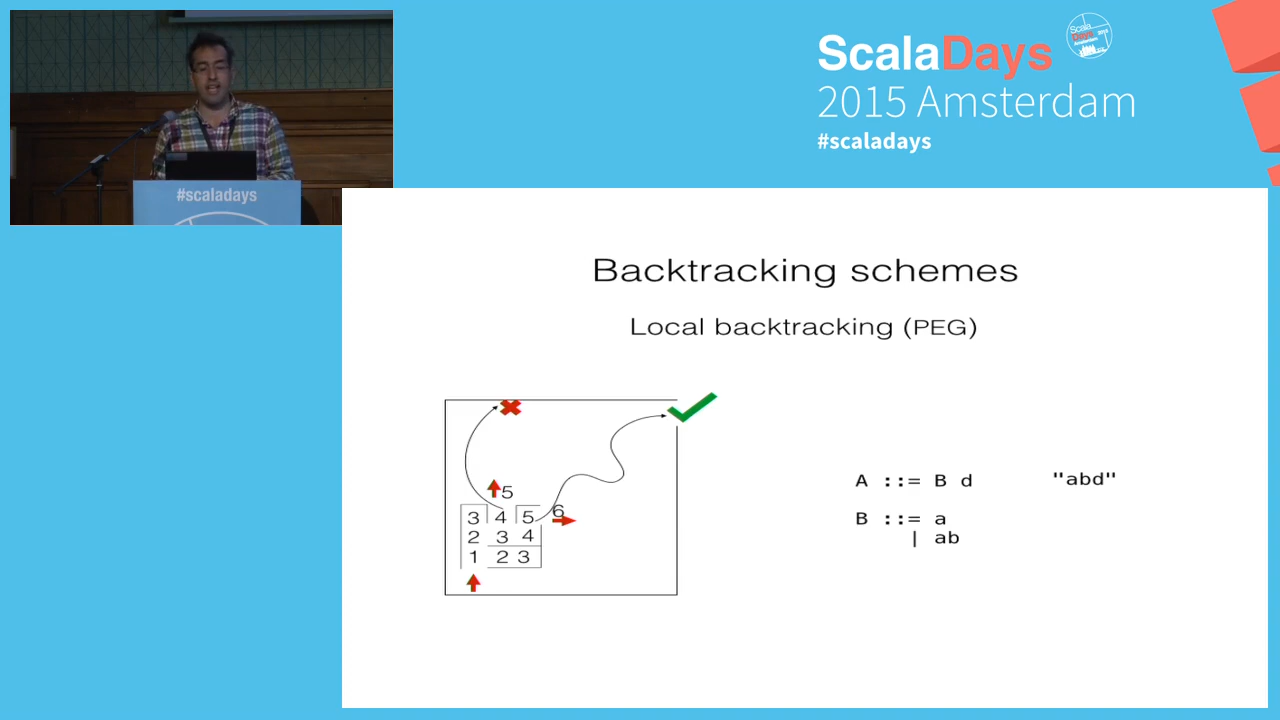 ScalaDays
2015 Amsterdam
#scaladays
#scaladays
Backtracking schemes
Local backtracking (PEG)
5
3 4 5 6
2 3 4
1 2 3
A ::= B d "abd"
B ::= a
| ab